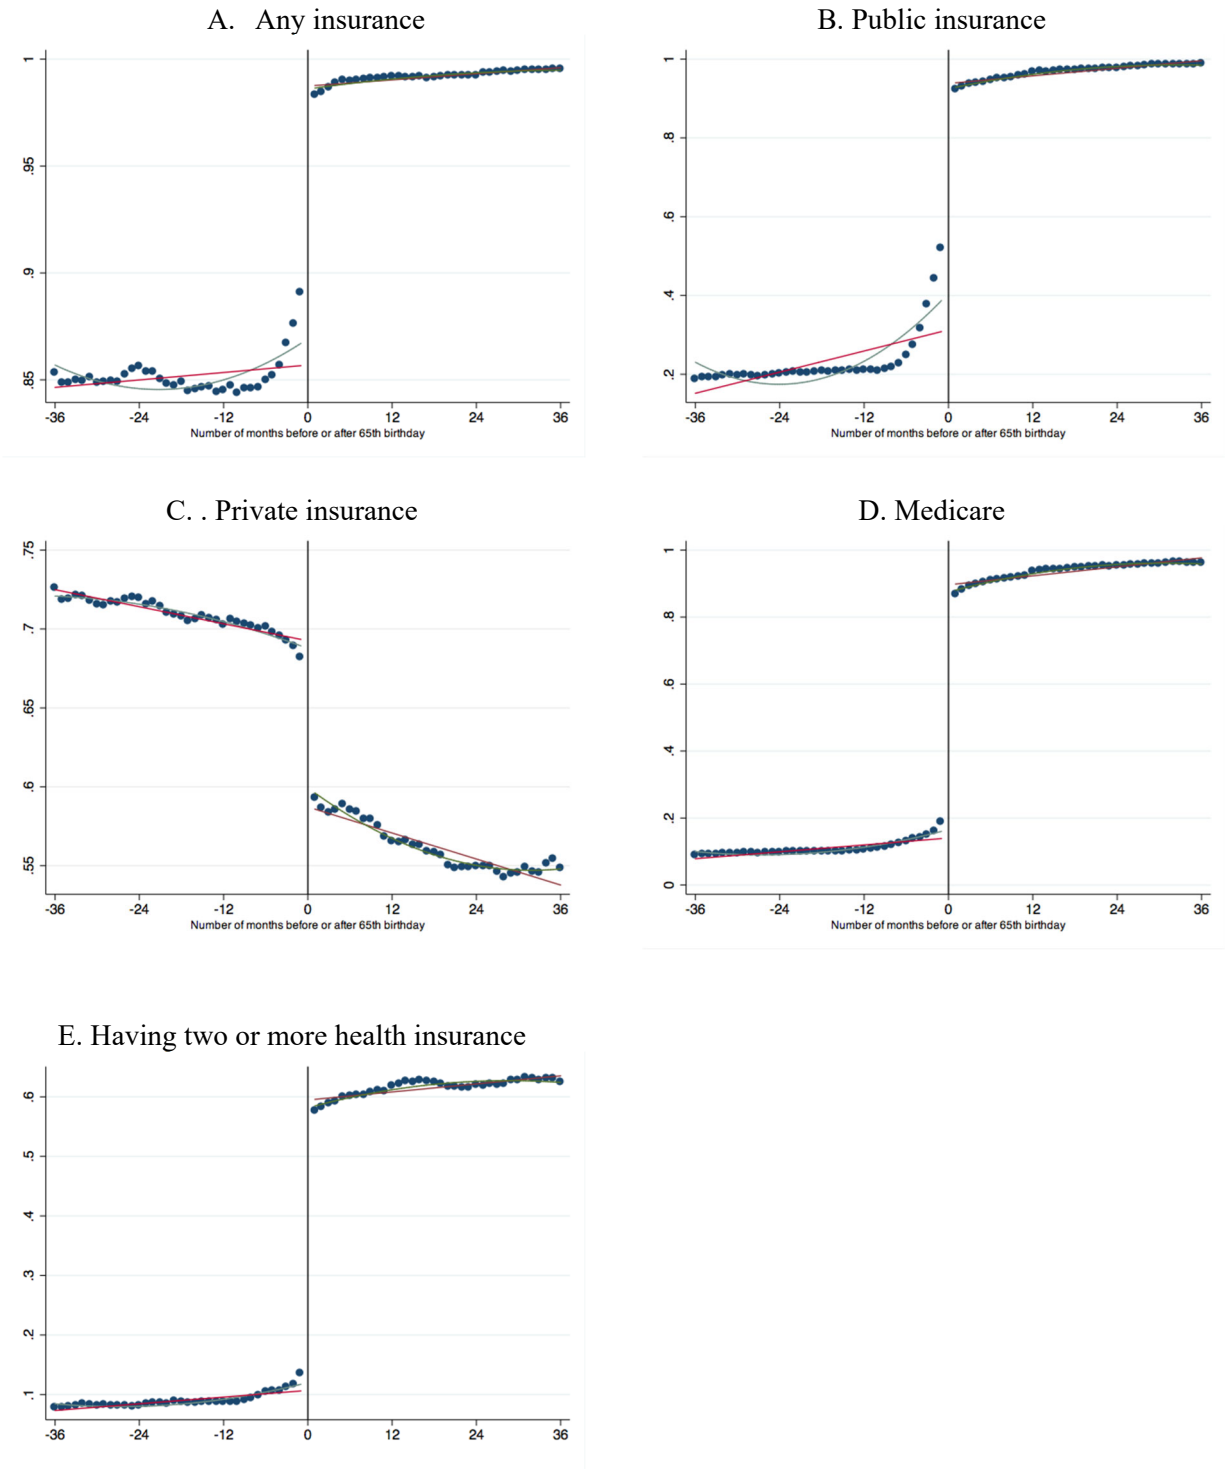 A. Any insurance
1
.95
.9
.85
-36 -24 -12 0 12 24 36
Number of months before or after 65th birthday
B. Public insurance
1
.8
.6
.4
.2
-36 -24 -12 0 12 24 36
Number of months before or after 65th birthday
C. . Private insurance
.75
.7
.65
.6
.55
-36 -24 -12 0 12 24 36
Number of months before or after 65th birthday
D. Medicare
1
.8
.6
.4
.2
0
-36 -24 -12 0 12 24 36
Number of months before or after 65th birthday
E. Having two or more health insurance
.6
.5
.4
.3
.2
.1
-36 -24 -12 0 12 24 36